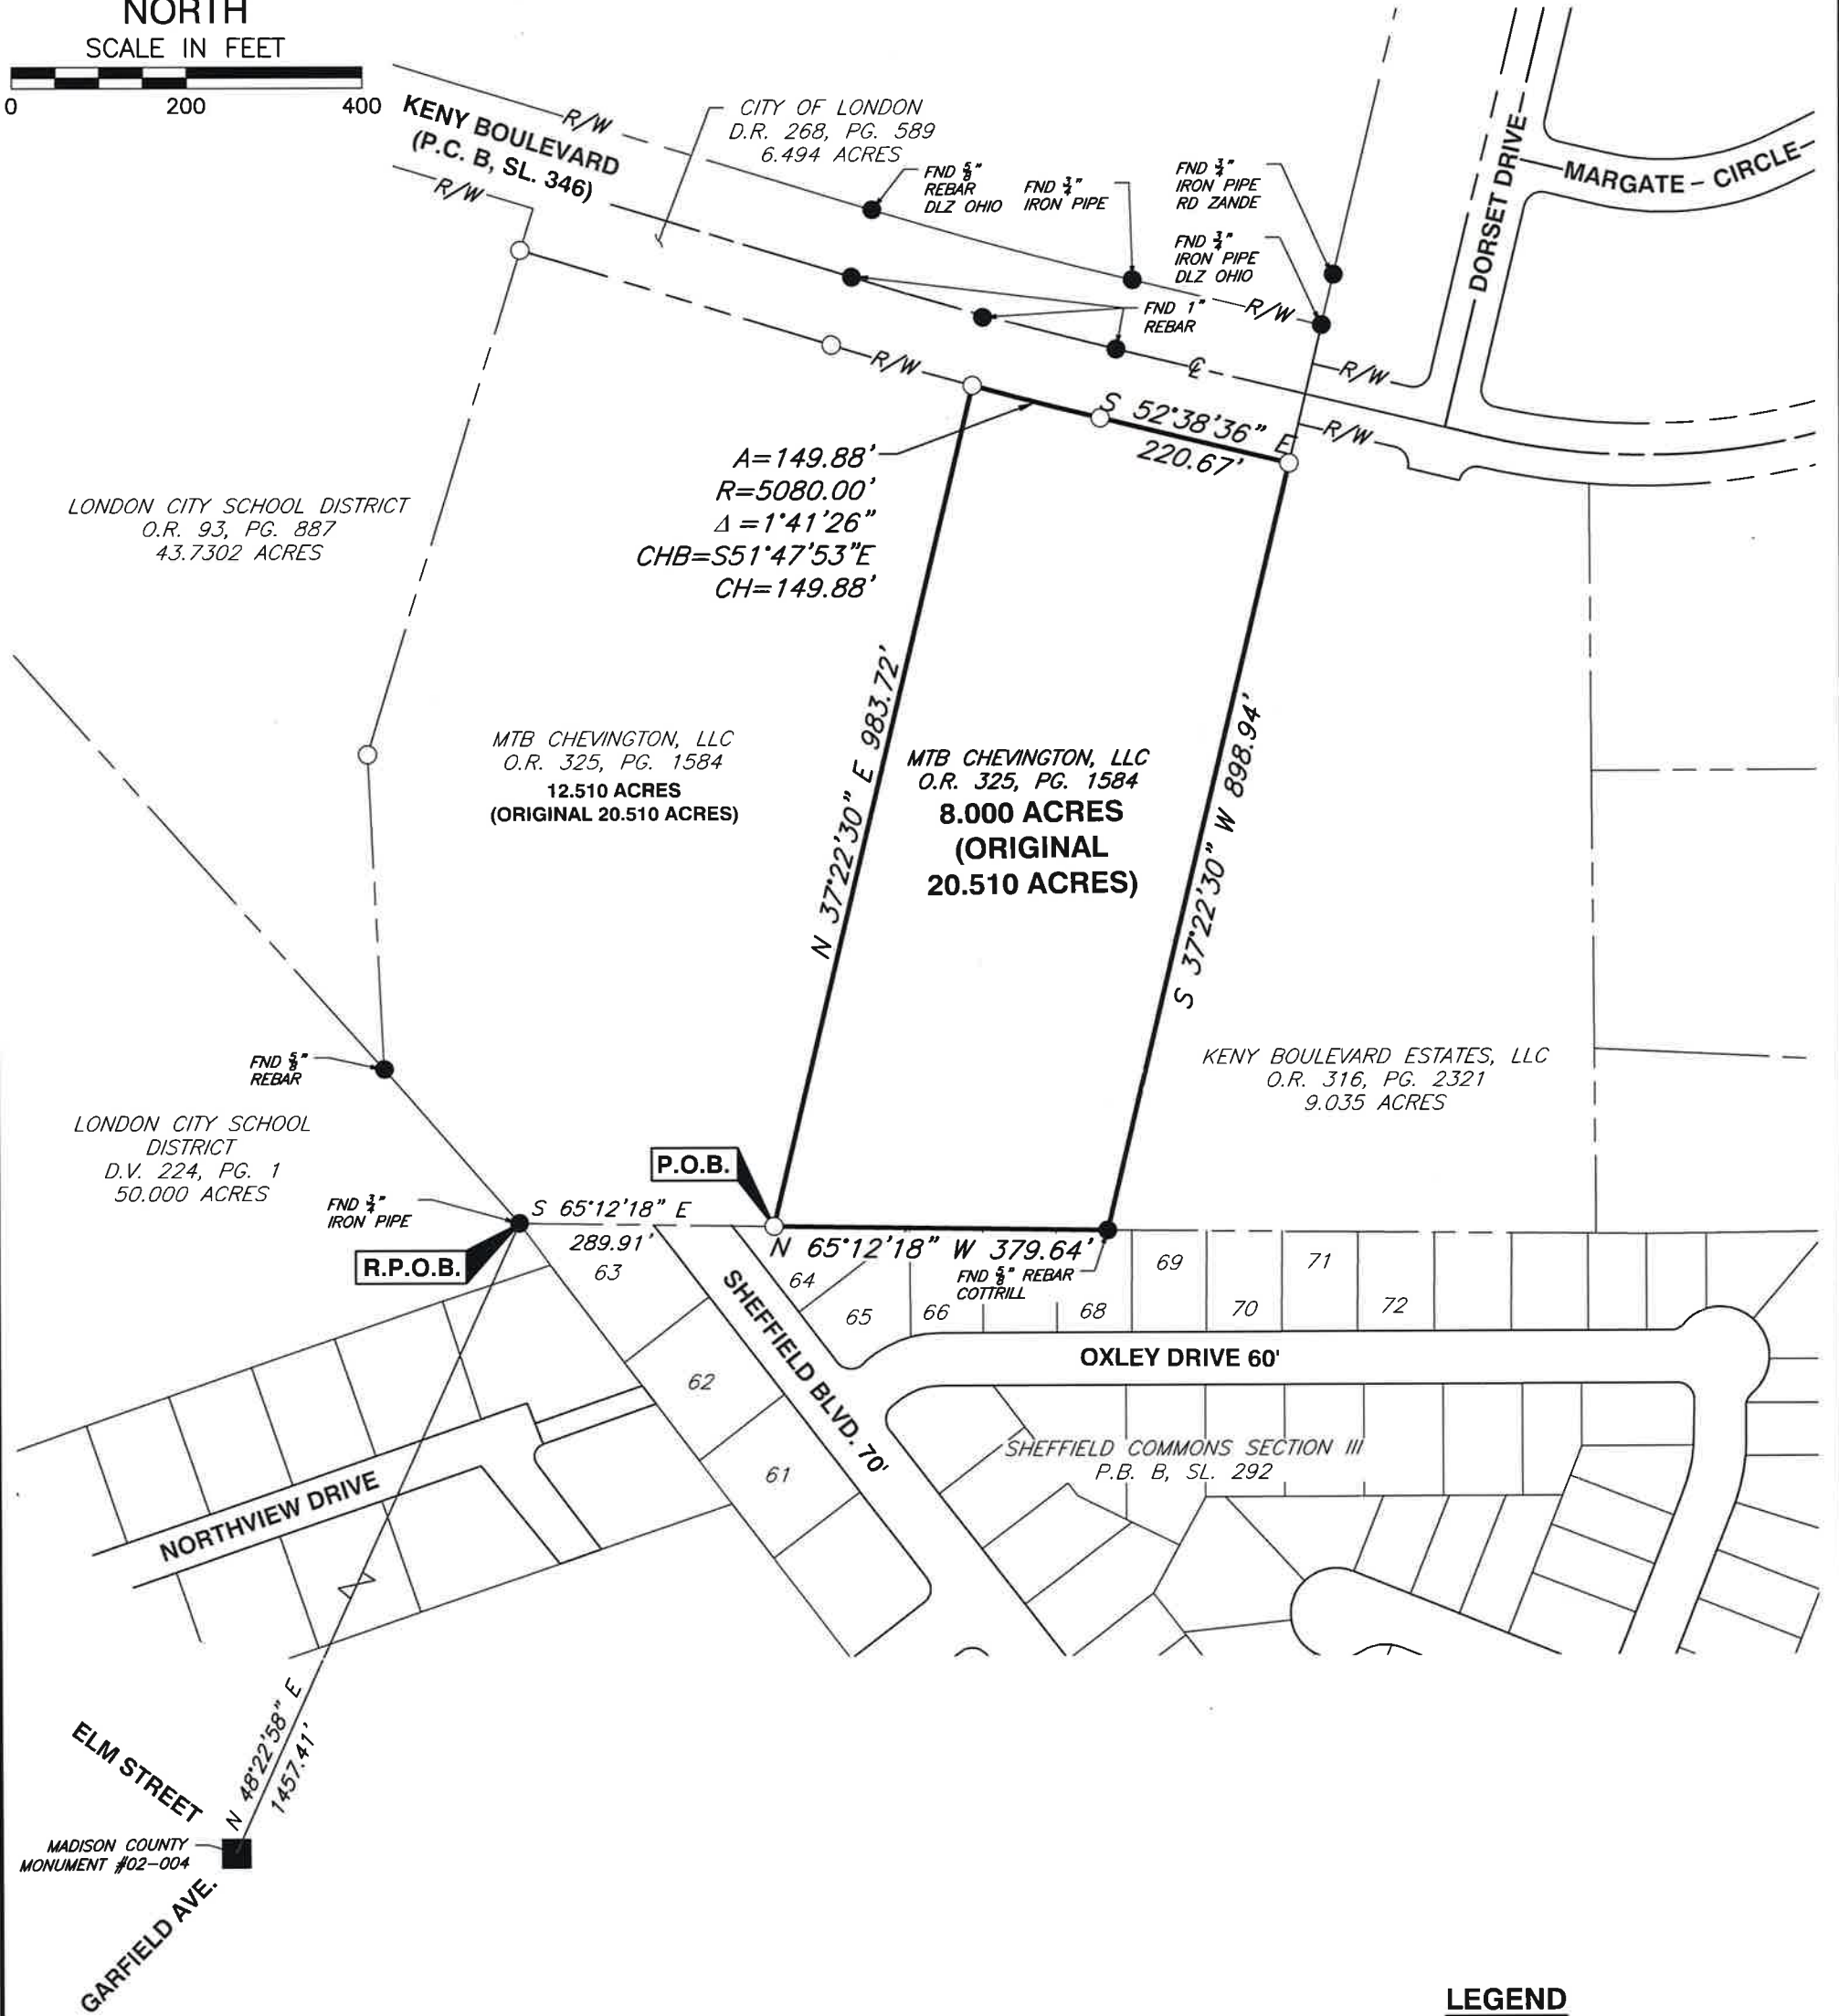 NORTH
SCALE IN FEET
0 200 400
KENY BOULEVARD
(P.C. B, SL. 346)
R/W
R/W
CITY OF LONDON
D.R. 268, PG. 589
6.494 ACRES
FND 5/8"
REBAR
DLZ OHIO
FND 3/4"
IRON PIPE
FND 3/4"
IRON PIPE
RD ZANDE
FND 3/4"
IRON PIPE
DLZ OHIO
DORSET DRIVE
MARGATE – CIRCLE
FND 1"
REBAR
R/W
R/W
R/W
R/W
℄
S 52°38'36" E
220.67'
A=149.88'
R=5080.00'
Δ =1°41'26"
CHB=S51°47'53"E
CH=149.88'
LONDON CITY SCHOOL DISTRICT
O.R. 93, PG. 887
43.7302 ACRES
N 37°22'30" E 983.72'
S 37°22'30" W 898.94'
MTB CHEVINGTON, LLC
O.R. 325, PG. 1584
12.510 ACRES
(ORIGINAL 20.510 ACRES)
MTB CHEVINGTON, LLC
O.R. 325, PG. 1584
8.000 ACRES
(ORIGINAL
20.510 ACRES)
KENY BOULEVARD ESTATES, LLC
O.R. 316, PG. 2321
9.035 ACRES
FND 5/8"
REBAR
LONDON CITY SCHOOL
DISTRICT
D.V. 224, PG. 1
50.000 ACRES
FND 3/4"
IRON PIPE
P.O.B.
R.P.O.B.
S 65°12'18" E
289.91'
N 65°12'18" W 379.64'
FND 5/8" REBAR
COTTRILL
63
64
65
66
68
69
70
71
72
62
61
SHEFFIELD BLVD. 70'
OXLEY DRIVE 60'
SHEFFIELD COMMONS SECTION III
P.B. B, SL. 292
NORTHVIEW DRIVE
N 48°22'58" E
1457.41'
ELM STREET
MADISON COUNTY
MONUMENT #02-004
GARFIELD AVE.
LEGEND